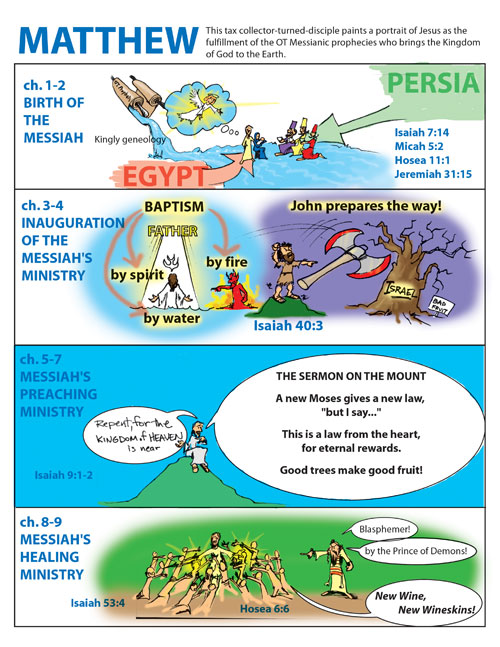 MATTHEW
This tax collector-turned-disciple paints a portrait of Jesus as the
fulfillment of the OT Messianic prophecies who brings the Kingdom
of God to the Earth.
ch. 1-2
BIRTH OF
THE
MESSIAH
Kingly geneology
PERSIA
EGYPT
Isaiah 7:14
Micah 5:2
Hosea 11:1
Jeremiah 31:15
ch. 3-4
INAUGURATION
OF THE
MESSIAH'S
MINISTRY
BAPTISM
FATHER
by spirit
by fire
by water
John prepares the way!
ISRAEL
BAD
FRUIT
Isaiah 40:3
ch. 5-7
MESSIAH'S
PREACHING
MINISTRY
Isaiah 9:1-2
Repent, for the
KINGDOM of HEAVEN
is near
THE SERMON ON THE MOUNT
A new Moses gives a new law,
"but I say..."
This is a law from the heart,
for eternal rewards.
Good trees make good fruit!
ch. 8-9
MESSIAH'S
HEALING
MINISTRY
Isaiah 53:4
Hosea 6:6
Blasphemer!
by the Prince of Demons!
New Wine,
New Wineskins!